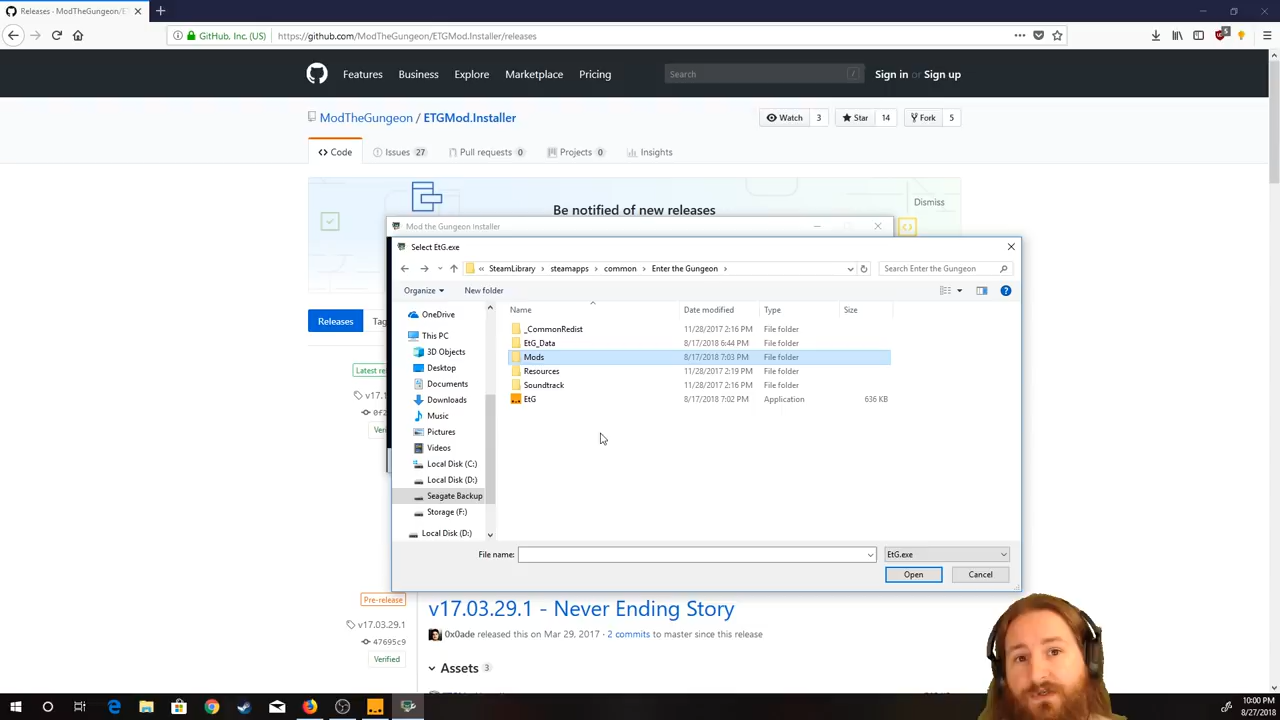 Releases - ModTheGungeon/ET
GitHub, Inc. (US)
https://github.com/ModTheGungeon/ETGMod.Installer/releases
5
Features
Business
Explore
Marketplace
Pricing
Search
/
Sign in or Sign up
ModTheGungeon / ETGMod.Installer
Watch 3
Star 14
Fork 5
Code
Issues 27
Pull requests 0
Projects 0
Insights
Be notified of new releases
Dismiss
Mod the Gungeon Installer
Select EtG.exe
« SteamLibrary › steamapps › common › Enter the Gungeon ›
Search Enter the Gungeon
Organize
New folder
Name
Date modified
Type
Size
OneDrive
This PC
3D Objects
Desktop
Documents
Downloads
Music
Pictures
Videos
Local Disk (C:)
Local Disk (D:)
Seagate Backup
Storage (F:)
Local Disk (D:)
_CommonRedist 11/28/2017 2:16 PM File folder
EtG_Data 8/17/2018 6:44 PM File folder
Mods 8/17/2018 7:03 PM File folder
Resources 11/28/2017 2:19 PM File folder
Soundtrack 11/28/2017 2:16 PM File folder
EtG 8/17/2018 7:02 PM Application 636 KB
File name:
EtG.exe
Open
Cancel
Releases
Tag
Latest re
v17.
0f2
Veri
Pre-release
v17.03.29.1
47695c9
Verified
v17.03.29.1 - Never Ending Story
0x0ade released this on Mar 29, 2017 · 2 commits to master since this release
Assets 3
10:00 PM
8/27/2018